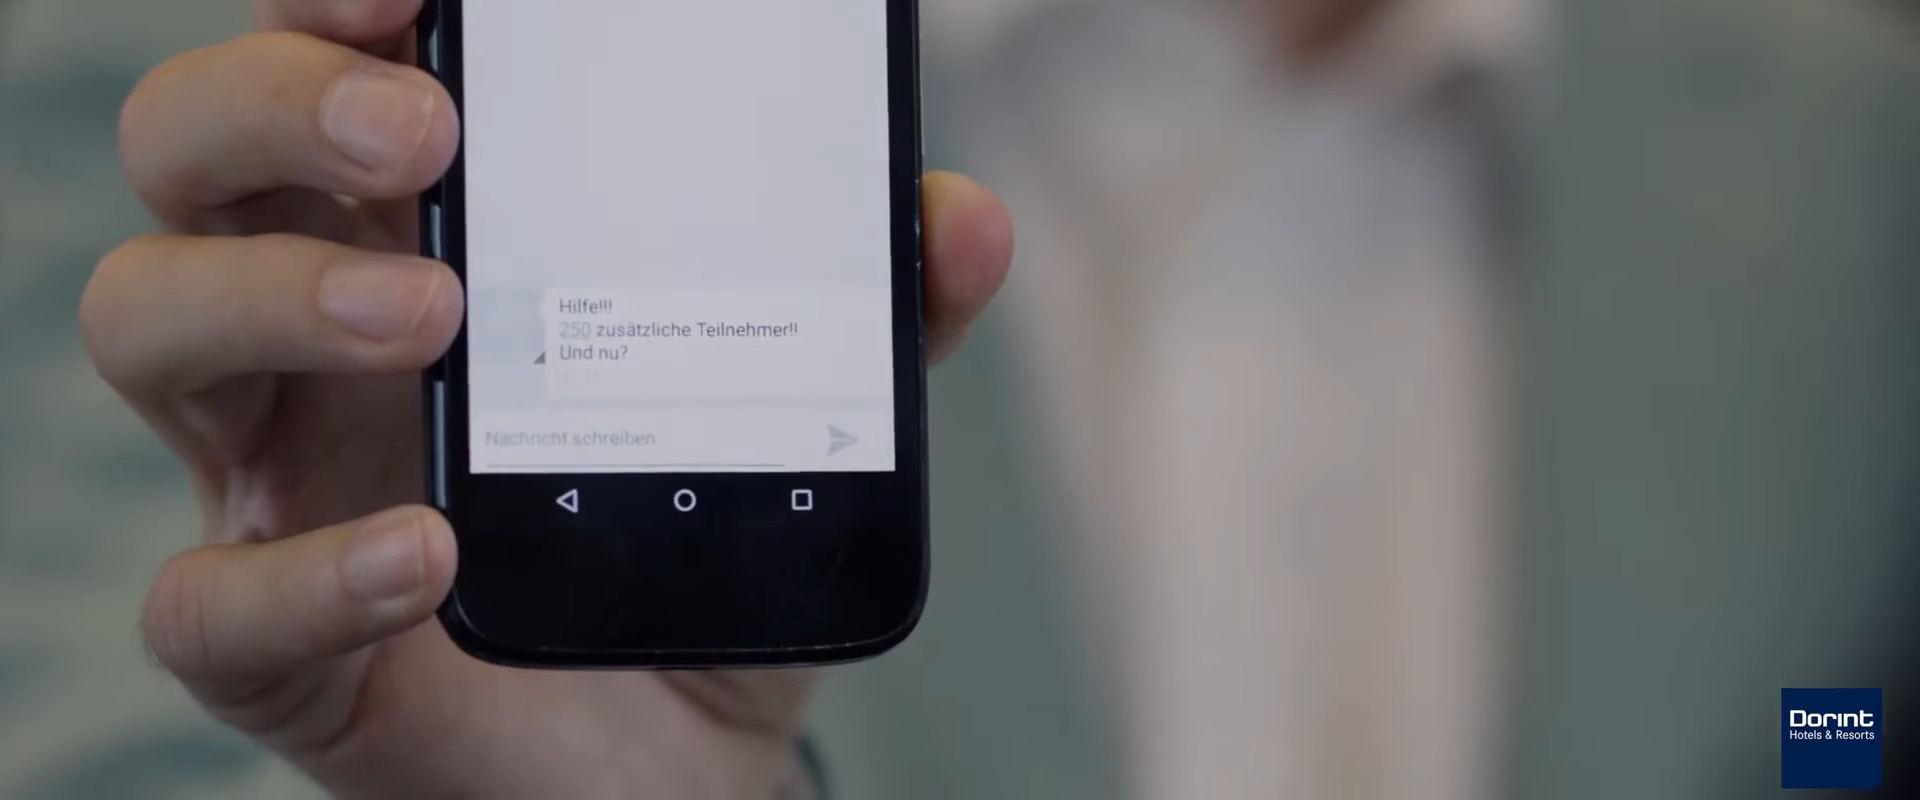 Hilfe!!!
250 zusätzliche Teilnehmer!!
Und nu?
Nachricht schreiben
Dorint
Hotels & Resorts